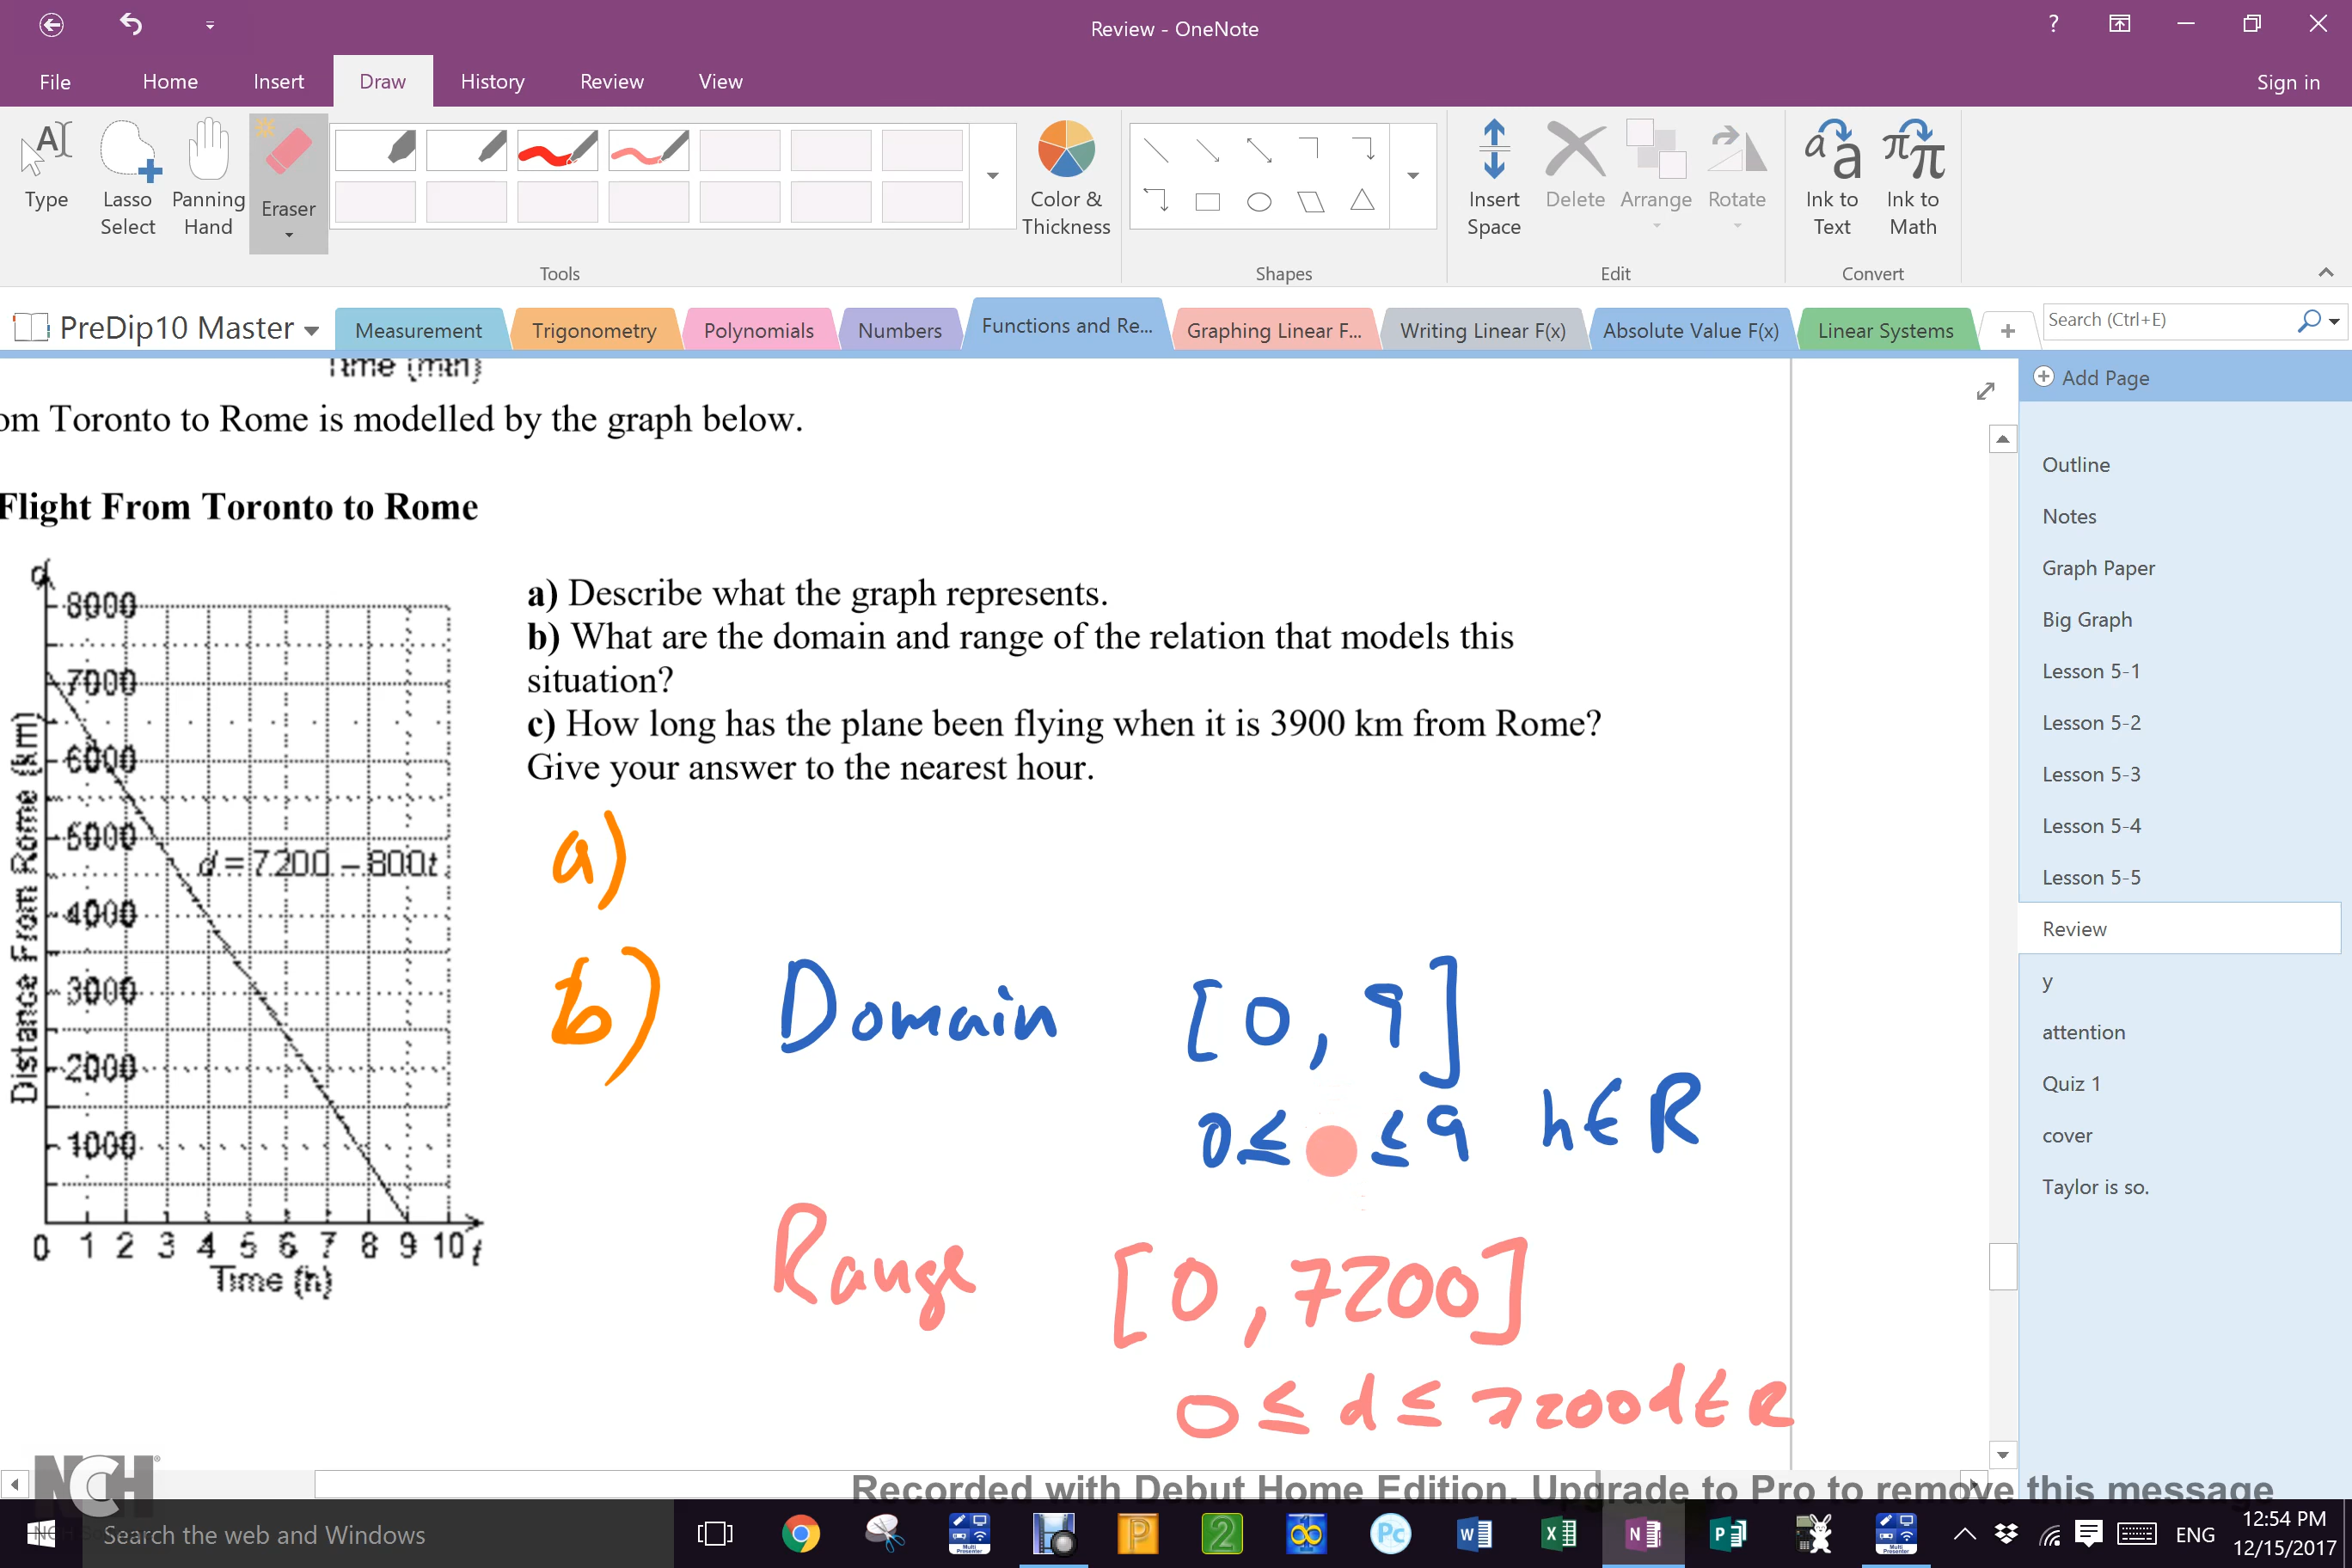 Review - OneNote
?
File Home Insert Draw History Review View Sign in
Type
Lasso Select
Panning Hand
Eraser
Color & Thickness
Insert Space
Delete
Arrange
Rotate
Ink to Text
Ink to Math
Tools Shapes Edit Convert
PreDip10 Master Measurement Trigonometry Polynomials Numbers Functions and Re... Graphing Linear F... Writing Linear F(x) Absolute Value F(x) Linear Systems + Search (Ctrl+E)
Time (min)
om Toronto to Rome is modelled by the graph below.
Flight From Toronto to Rome
d
8000
7000
6000
5000
4000
3000
2000
1000
Distance From Rome (km)
d = 7200 – 800t
0 1 2 3 4 5 6 7 8 9 10 t
Time (h)
a) Describe what the graph represents.
b) What are the domain and range of the relation that models this
situation?
c) How long has the plane been flying when it is 3900 km from Rome?
Give your answer to the nearest hour.
a)
b) Domain [0, 9]
0 ≤ ≤ 9 h ∈ R
Range [0, 7200]
0 ≤ d ≤ 7200 d ∈ R
Add Page
Outline
Notes
Graph Paper
Big Graph
Lesson 5-1
Lesson 5-2
Lesson 5-3
Lesson 5-4
Lesson 5-5
Review
y
attention
Quiz 1
cover
Taylor is so.
NCH
Recorded with Debut Home Edition. Upgrade to Pro to remove this message
Search the web and Windows
ENG
12:54 PM
12/15/2017